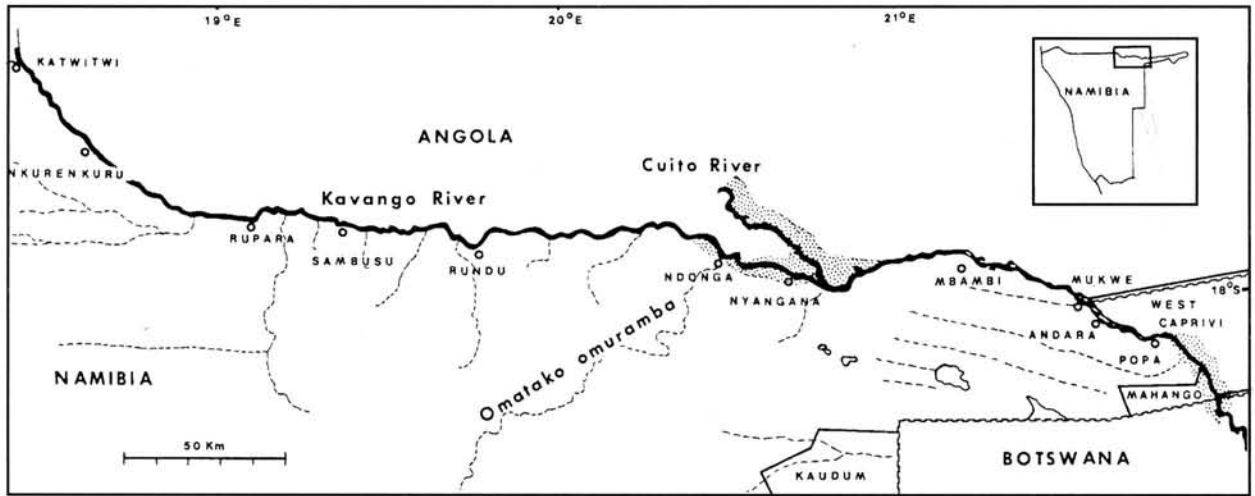 19°E
20°E
21°E
KATWITWI
NAMIBIA
ANGOLA
Cuito River
NKURENKURU
Kavango River
RUPARA
SAMBUSU
RUNDU
NDONGA
NYANGANA
MBAMBI
MUKWE
18°S
WEST
CAPRIVI
ANDARA
POPA
Omatako omuramba
NAMIBIA
MAHANGO
50 Km
KAUDUM
BOTSWANA